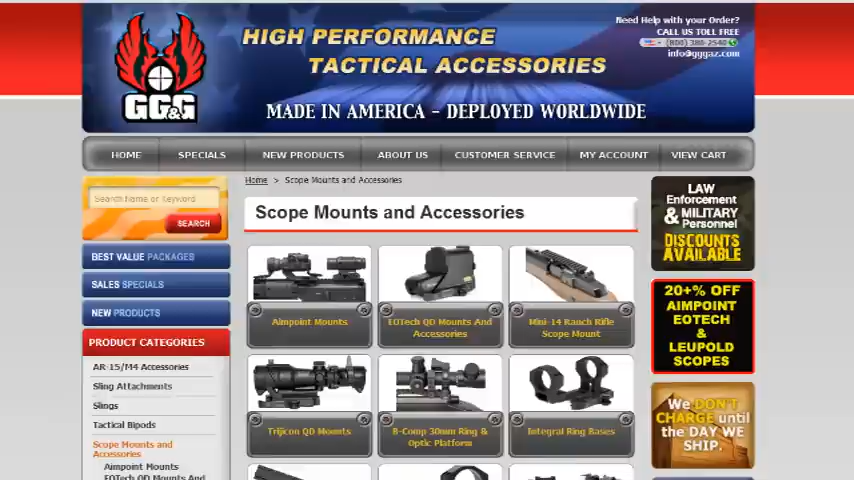 Need Help with your Order?
CALL US TOLL FREE
(800) 380-2540
info@gggaz.com
HIGH PERFORMANCE
TACTICAL ACCESSORIES
GG&G
MADE IN AMERICA - DEPLOYED WORLDWIDE
HOME
SPECIALS
NEW PRODUCTS
ABOUT US
CUSTOMER SERVICE
MY ACCOUNT
VIEW CART
Home > Scope Mounts and Accessories
Search Name or Keyword
SEARCH
BEST VALUE PACKAGES
SALES SPECIALS
NEW PRODUCTS
PRODUCT CATEGORIES
AR-15/M4 Accessories
Sling Attachments
Slings
Tactical Bipods
Scope Mounts and
Accessories
Aimpoint Mounts
EOTech QD Mounts And
Scope Mounts and Accessories
Aimpoint Mounts
EOTech QD Mounts And
Accessories
Mini-14 Ranch Rifle
Scope Mount
Trijicon QD Mounts
B-Comp 30mm Ring &
Optic Platform
Integral Ring Bases
LAW
Enforcement
& MILITARY
Personnel
DISCOUNTS
AVAILABLE
20+% OFF
AIMPOINT
EOTECH
&
LEUPOLD
SCOPES
We DON'T
CHARGE until
the DAY WE
SHIP.